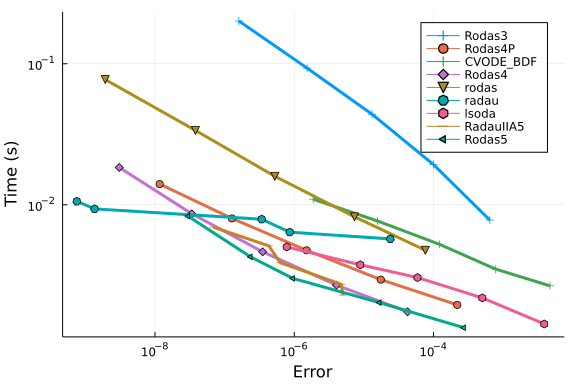 Rodas3
Rodas4P
CVODE_BDF
Rodas4
rodas
radau
lsoda
RadauIIA5
Rodas5
10⁻¹
10⁻²
Time (s)
10⁻⁸ 10⁻⁶ 10⁻⁴
Error